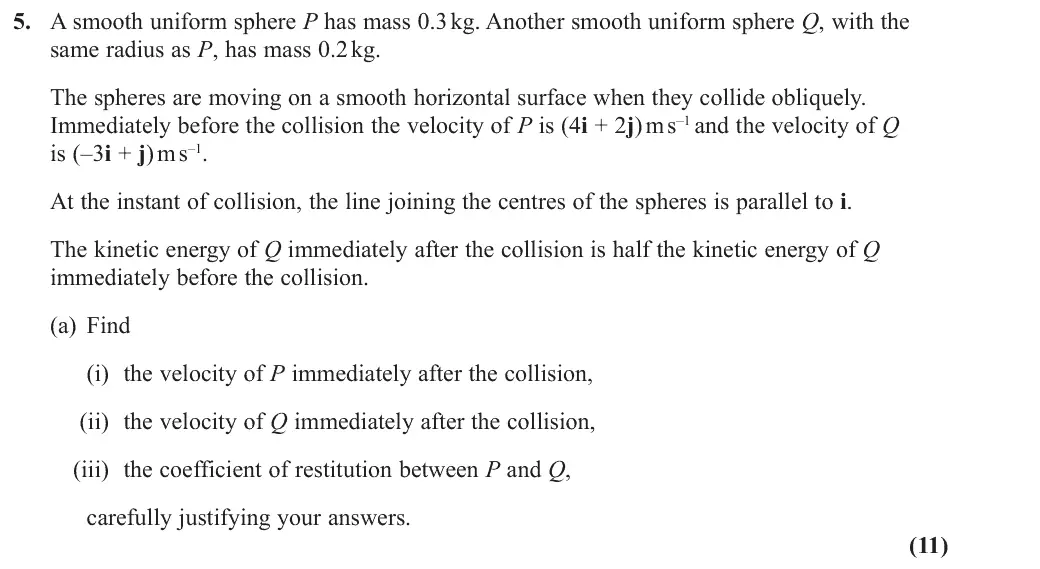 5. A smooth uniform sphere P has mass 0.3 kg. Another smooth uniform sphere Q, with the
same radius as P, has mass 0.2 kg.
The spheres are moving on a smooth horizontal surface when they collide obliquely.
Immediately before the collision the velocity of P is (4i + 2j) m s⁻¹ and the velocity of Q
is (–3i + j) m s⁻¹.
At the instant of collision, the line joining the centres of the spheres is parallel to i.
The kinetic energy of Q immediately after the collision is half the kinetic energy of Q
immediately before the collision.
(a) Find
(i) the velocity of P immediately after the collision,
(ii) the velocity of Q immediately after the collision,
(iii) the coefficient of restitution between P and Q,
carefully justifying your answers.
(11)